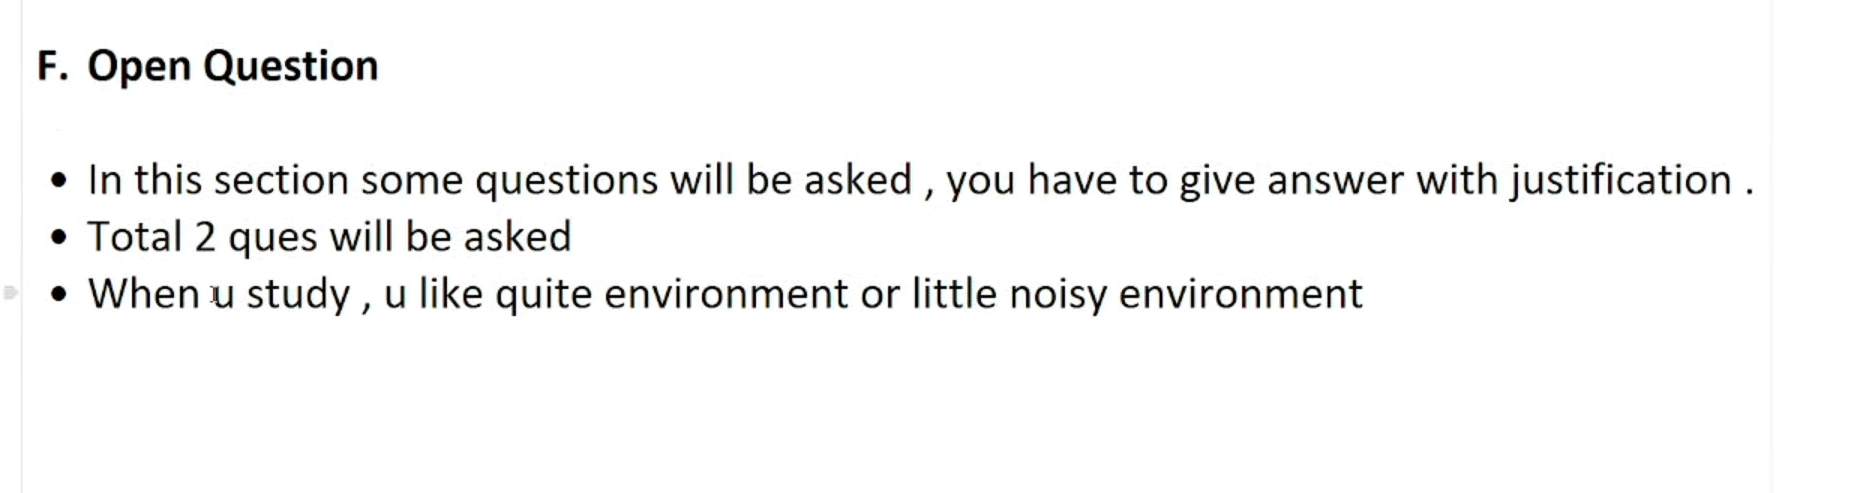 F. Open Question
• In this section some questions will be asked , you have to give answer with justification .
• Total 2 ques will be asked
• When u study , u like quite environment or little noisy environment